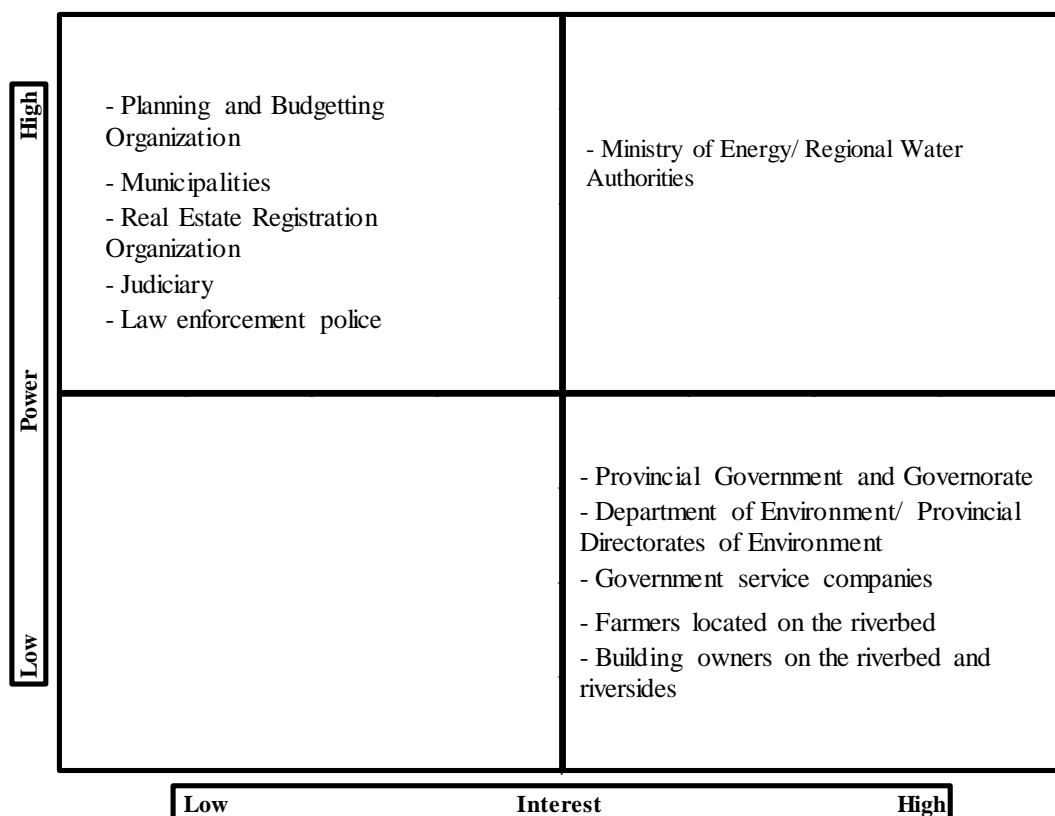 High
Power
Low
- Planning and Budgetting
Organization
- Municipalities
- Real Estate Registration
Organization
- Judiciary
- Law enforcement police
- Ministry of Energy/ Regional Water
Authorities
- Provincial Government and Governorate
- Department of Environment/ Provincial
Directorates of Environment
- Government service companies
- Farmers located on the riverbed
- Building owners on the riverbed and
riversides
Low Interest High